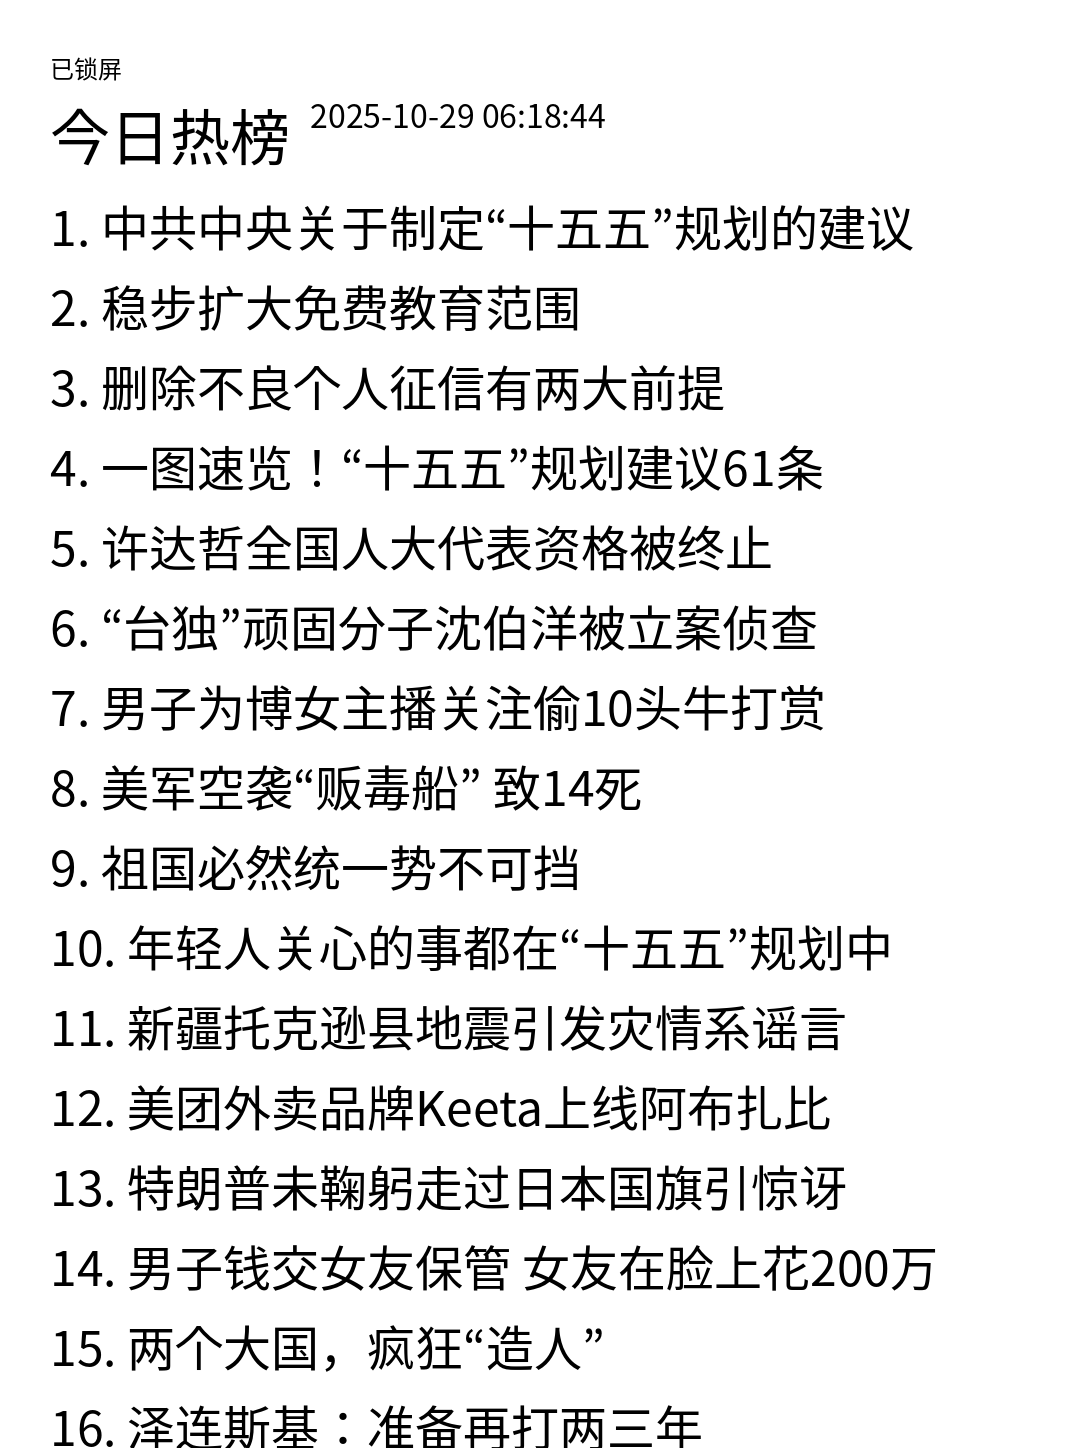 已锁屏
今日热榜 2025-10-29 06:18:44
1. 中共中央关于制定“十五五”规划的建议
2. 稳步扩大免费教育范围
3. 删除不良个人征信有两大前提
4. 一图速览！“十五五”规划建议61条
5. 许达哲全国人大代表资格被终止
6. “台独”顽固分子沈伯洋被立案侦查
7. 男子为博女主播关注偷10头牛打赏
8. 美军空袭“贩毒船” 致14死
9. 祖国必然统一势不可挡
10. 年轻人关心的事都在“十五五”规划中
11. 新疆托克逊县地震引发灾情系谣言
12. 美团外卖品牌Keeta上线阿布扎比
13. 特朗普未鞠躬走过日本国旗引惊讶
14. 男子钱交女友保管 女友在脸上花200万
15. 两个大国，疯狂“造人”
16. 泽连斯基：准备再打两三年